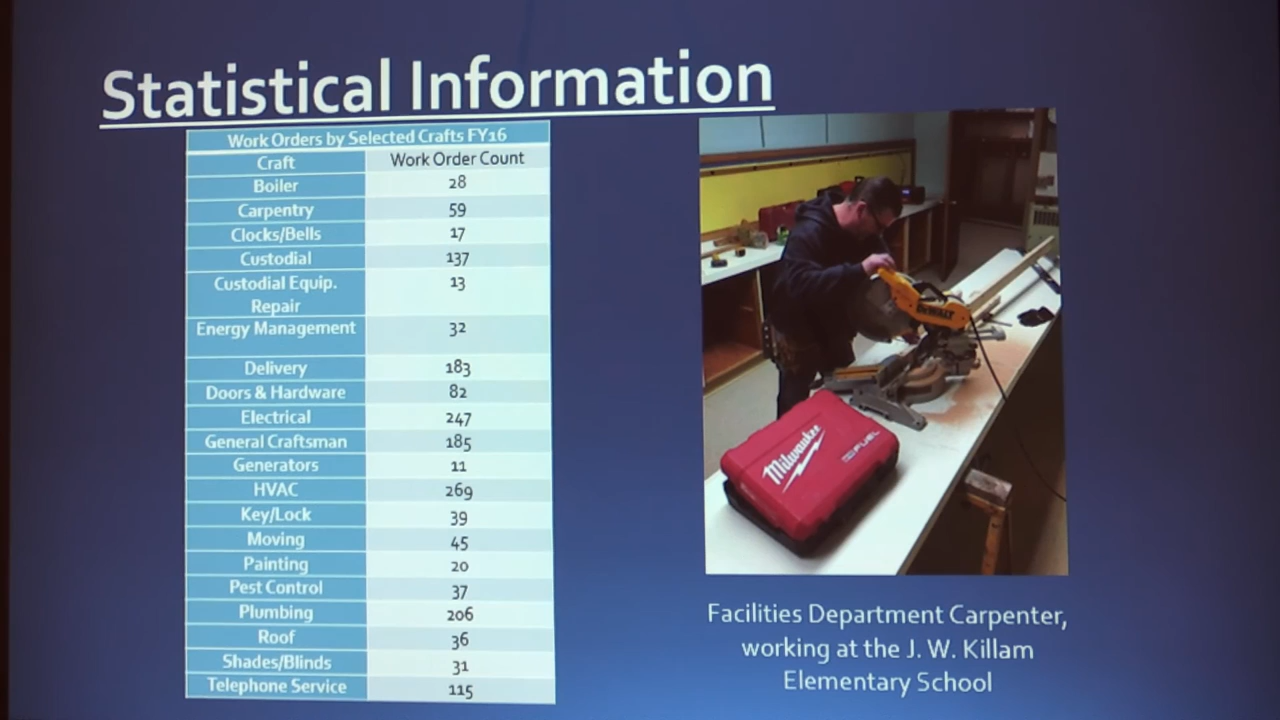 Statistical Information
Work Orders by Selected Crafts FY16
Craft Work Order Count
Boiler 28
Carpentry 59
Clocks/Bells 17
Custodial 137
Custodial Equip. 13
Repair
Energy Management 32
Delivery 183
Doors & Hardware 82
Electrical 247
General Craftsman 185
Generators 11
HVAC 269
Key/Lock 39
Moving 45
Painting 20
Pest Control 37
Plumbing 206
Roof 36
Shades/Blinds 31
Telephone Service 115
DEWALT
Milwaukee
FUEL
Facilities Department Carpenter,
working at the J. W. Killam
Elementary School